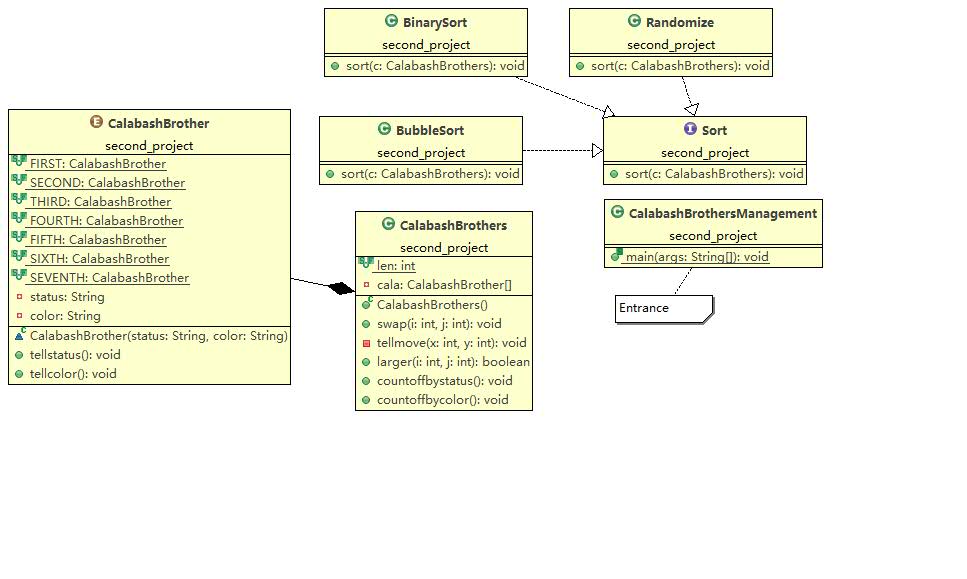 BinarySort
second_project
sort(c: CalabashBrothers): void
Randomize
second_project
sort(c: CalabashBrothers): void
CalabashBrother
second_project
FIRST: CalabashBrother
SECOND: CalabashBrother
THIRD: CalabashBrother
FOURTH: CalabashBrother
FIFTH: CalabashBrother
SIXTH: CalabashBrother
SEVENTH: CalabashBrother
status: String
color: String
CalabashBrother(status: String, color: String)
tellstatus(): void
tellcolor(): void
BubbleSort
second_project
sort(c: CalabashBrothers): void
Sort
second_project
sort(c: CalabashBrothers): void
CalabashBrothers
second_project
len: int
cala: CalabashBrother[]
CalabashBrothers()
swap(i: int, j: int): void
tellmove(x: int, y: int): void
larger(i: int, j: int): boolean
countoffbystatus(): void
countoffbycolor(): void
CalabashBrothersManagement
second_project
main(args: String[]): void
Entrance